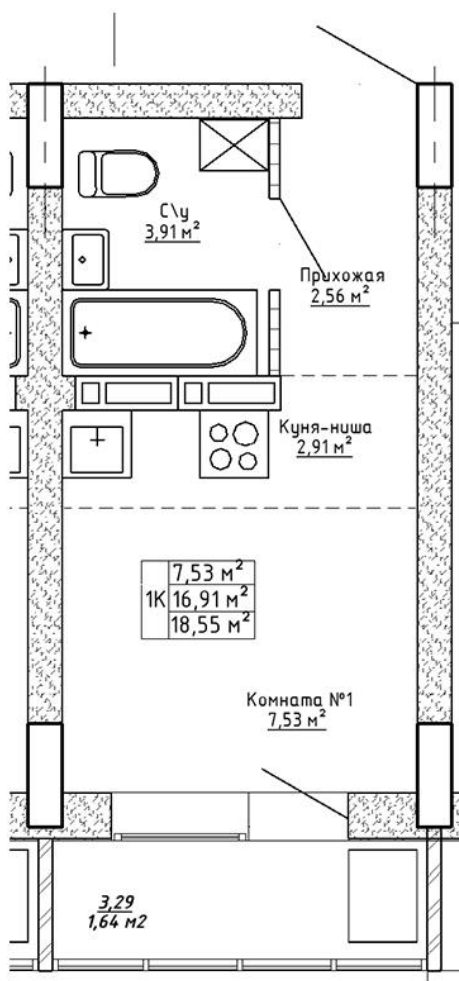 С\у
3,91 м²
Прихожая
2,56 м²
Куня-ниша
2,91 м²
7,53 м²
1К 16,91 м²
18,55 м²
Комната №1
7,53 м²
3,29
1,64 м2